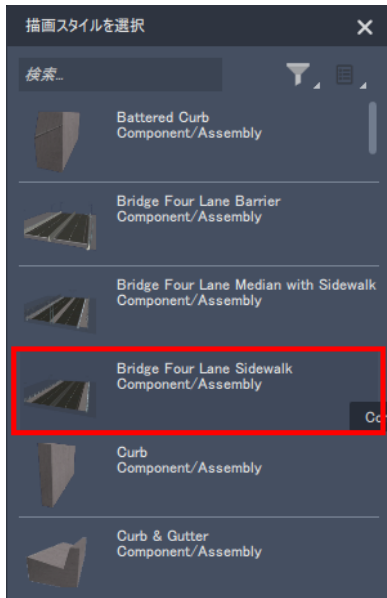 描画スタイルを選択
検索...
Battered Curb
Component/Assembly
Bridge Four Lane Barrier
Component/Assembly
Bridge Four Lane Median with Sidewalk
Component/Assembly
Bridge Four Lane Sidewalk
Component/Assembly
Curb
Component/Assembly
Curb & Gutter
Component/Assembly